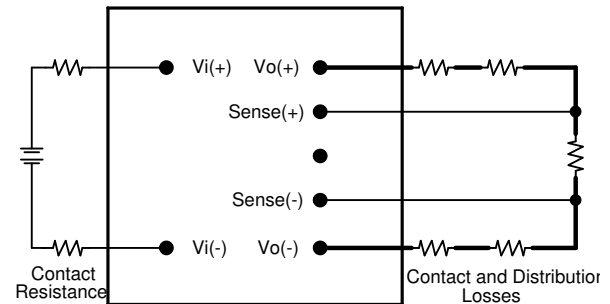 Vi(+) Vo(+)
Sense(+)
Sense(-)
Vi(-) Vo(-)
Contact
Resistance
Contact and Distribution
Losses